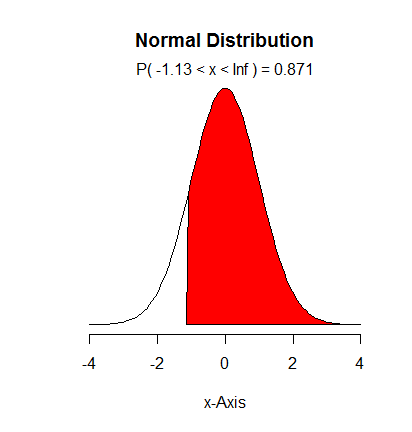 Normal Distribution
P( -1.13 < x < Inf ) = 0.871
-4 -2 0 2 4
x-Axis